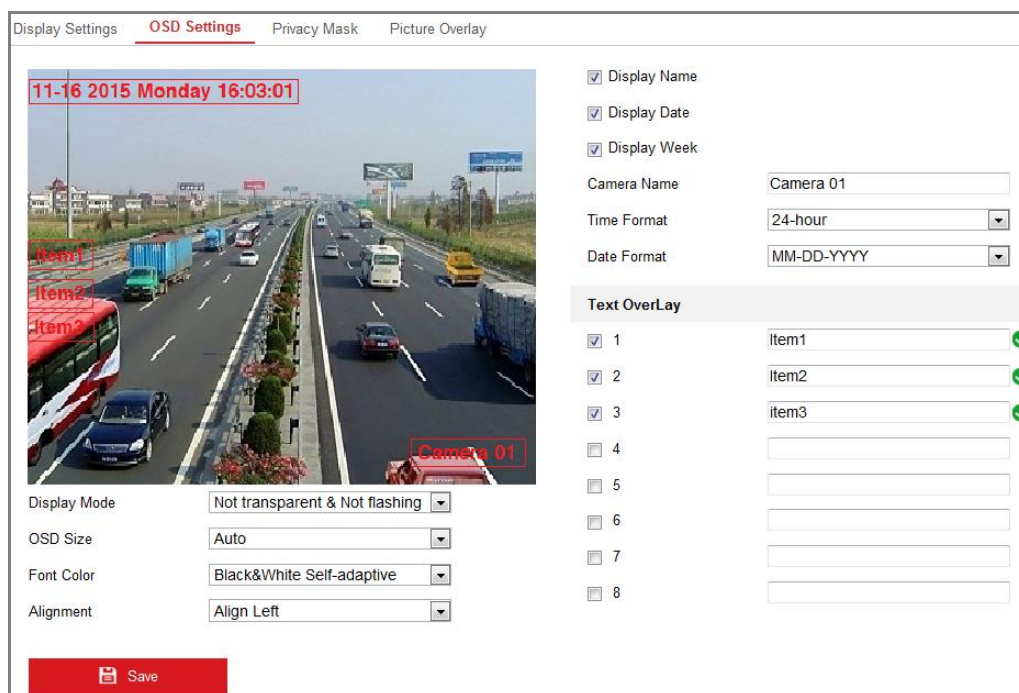 Display Settings OSD Settings Privacy Mask Picture Overlay
11-16 2015 Monday 16:03:01
Item1
Item2
Item3
Camera 01
Display Mode Not transparent & Not flashing
OSD Size Auto
Font Color Black&White Self-adaptive
Alignment Align Left
Save
Display Name
Display Date
Display Week
Camera Name Camera 01
Time Format 24-hour
Date Format MM-DD-YYYY
Text OverLay
1 Item1
2 Item2
3 item3
4
5
6
7
8